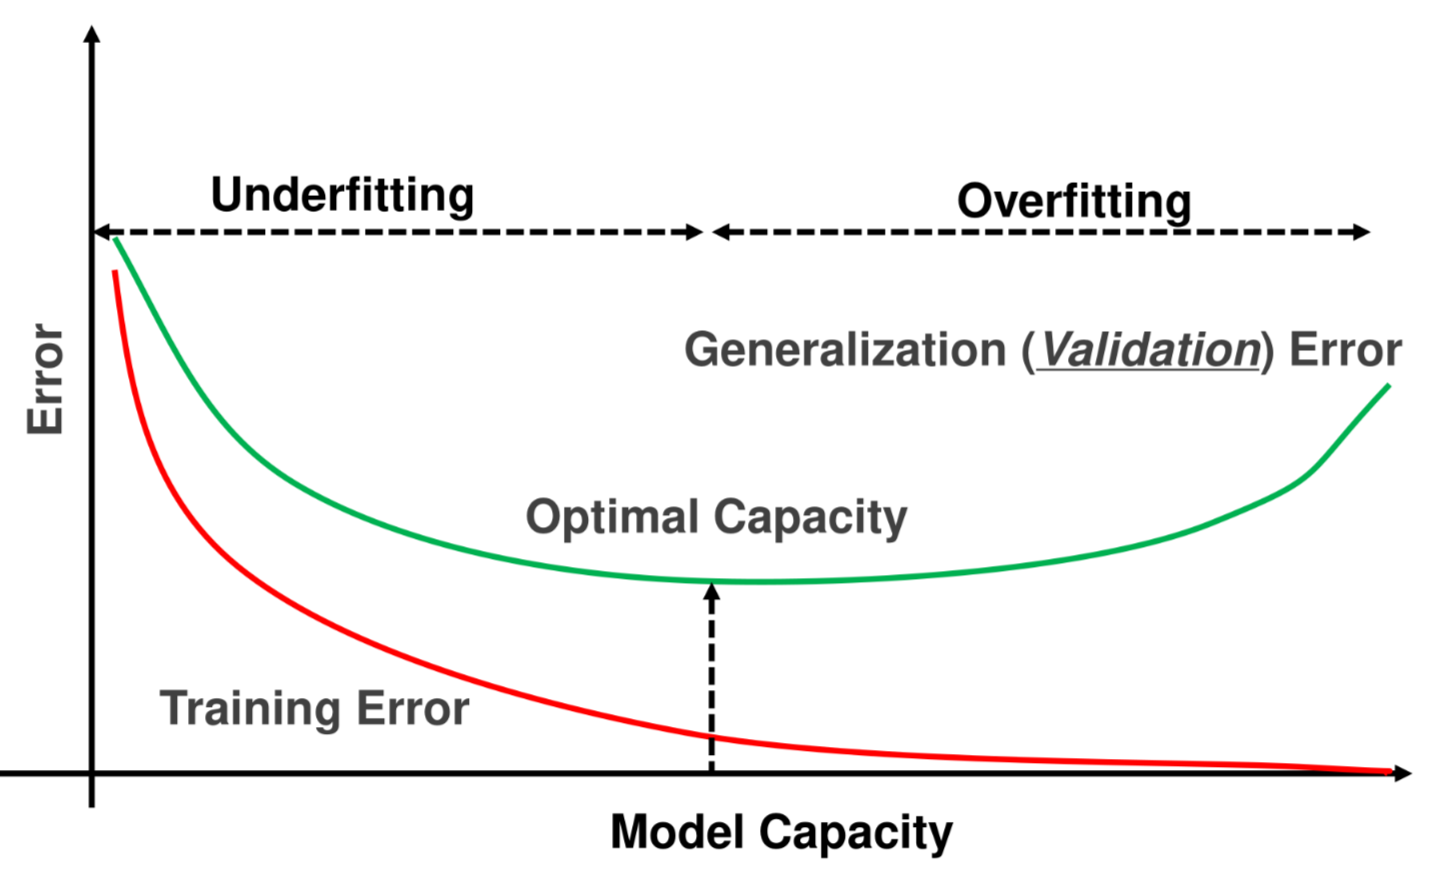 Underfitting
Overfitting
Generalization (Validation) Error
Error
Optimal Capacity
Training Error
Model Capacity